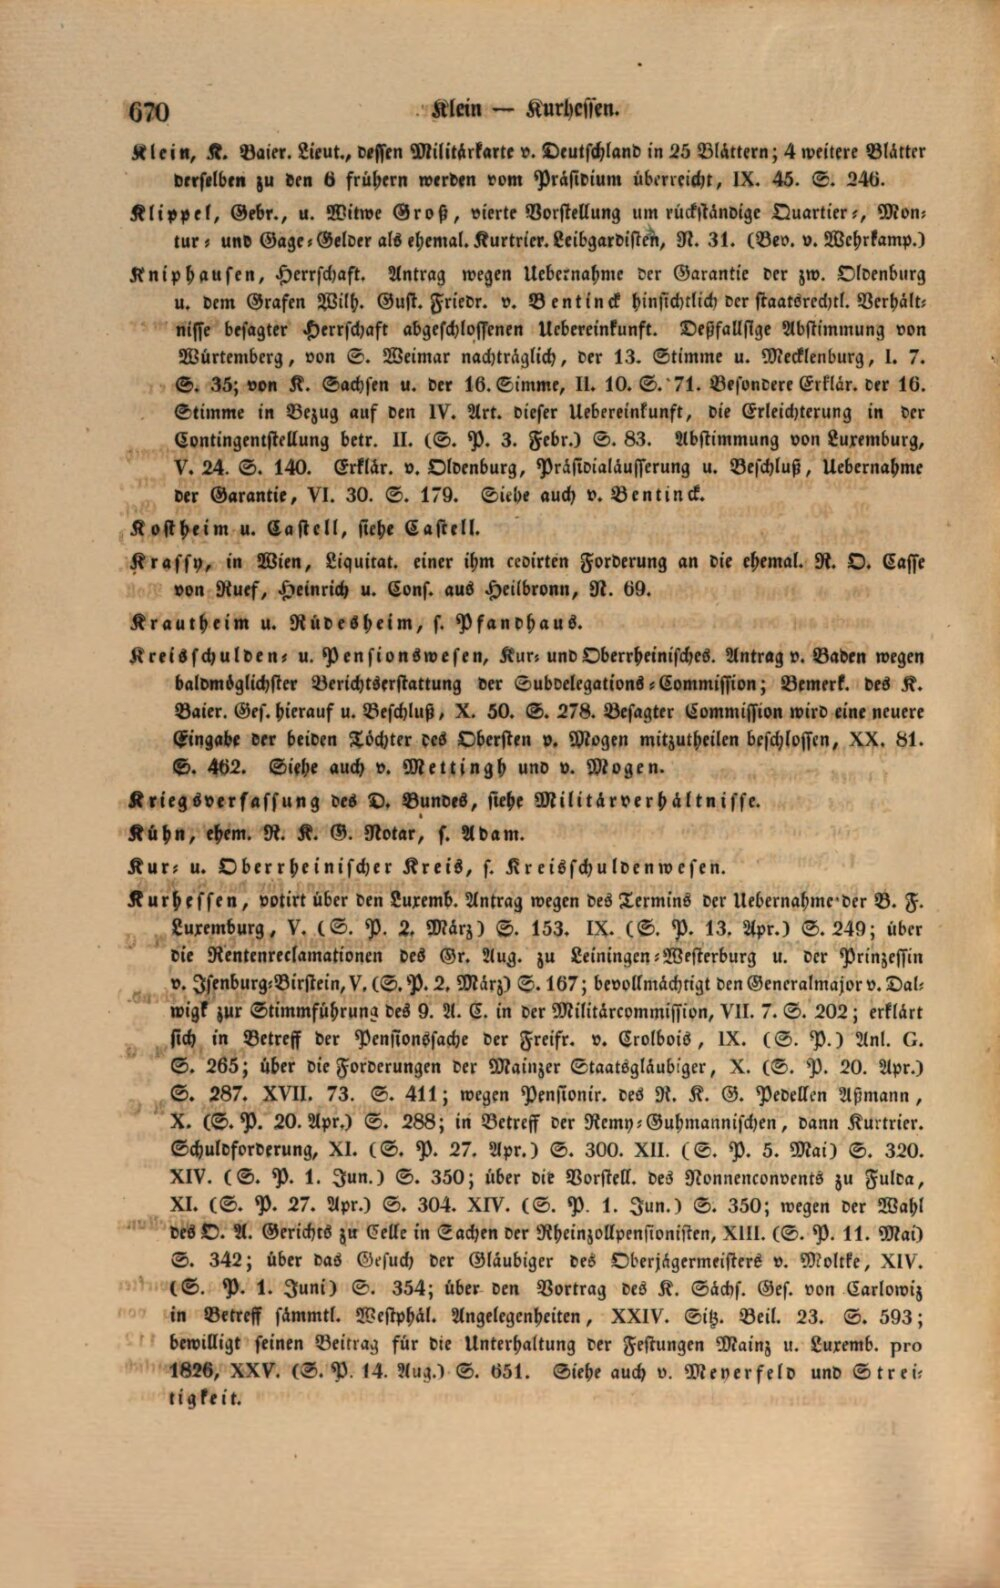 670
Klein — Kurhessen.
Klein, K. Baier. Lieut., dessen Militärkarte v. Deutschland in 25 Blättern; 4 weitere Blätter
derselben zu den 6 frühern werden vom Präsidium überreicht, IX. 45. S. 246.
Klippel, Gebr., u. Witwe Groß, vierte Vorstellung um rückständige Quartier-, Mon-
tur- und Gage-Gelder als ehemal. Kurtrier. Leibgardisten, N. 31. (Bev. v. Wehrkamp.)
Kniphausen, Herrschaft. Antrag wegen Uebernahme der Garantie der zw. Oldenburg
u. dem Grafen Wilh. Gust. Friedr. v. Bentinck hinsichtlich der staatsrechtl. Verhält-
nisse besagter Herrschaft abgeschlossenen Uebereinkunft. Deßfallsige Abstimmung von
Würtemberg, von S. Weimar nachträglich, der 13. Stimme u. Mecklenburg, I. 7.
S. 35; von K. Sachsen u. der 16. Simme, II. 10. S. 71. Besondere Erklär. der 16.
Stimme in Bezug auf den IV. Art. dieser Uebereinkunft, die Erleichterung in der
Contingentstellung betr. II. (S. P. 3. Febr.) S. 83. Abstimmung von Luxemburg,
V. 24. S. 140. Erklär. v. Oldenburg, Präsidialäusserung u. Beschluß, Uebernahme
der Garantie, VI. 30. S. 179. Siehe auch v. Bentinck.
Kostheim u. Castell, siehe Castell.
Krassy, in Wien, Liquitat. einer ihm cedirten Forderung an die ehemal. R. O. Casse
von Ruef, Heinrich u. Cons. aus Heilbronn, N. 69.
Krautheim u. Rüdesheim, s. Pfandhaus.
Kreisschulden- u. Pensionswesen, Kur- und Oberrheinisches. Antrag v. Baden wegen
baldmöglichster Berichtserstattung der Subdelegations-Commission; Bemerk. des K.
Baier. Ges. hierauf u. Beschluß, X. 50. S. 278. Besagter Commission wird eine neuere
Eingabe der beiden Töchter des Obersten v. Mogen mitzutheilen beschlossen, XX. 81.
S. 462. Siehe auch v. Mettingh und v. Mogen.
Kriegsverfassung des D. Bundes, siehe Militärverhältnisse.
Kühn, ehem. R. K. G. Notar, s. Adam.
Kur- u. Oberrheinischer Kreis, s. Kreisschuldenwesen.
Kurhessen, votirt über den Luxemb. Antrag wegen des Termins der Uebernahme der B. F.
Luxemburg, V. (S. P. 2. März) S. 153. IX. (S. P. 13. Apr.) S. 249; über
die Rentenreclamationen des Gr. Aug. zu Leiningen-Westerburg u. der Prinzessin
v. Isenburg-Birstein, V. (S. P. 2. März) S. 167; bevollmächtigt den Generalmajor v. Dal-
wigk zur Stimmführung des 9. A. C. in der Militärcommission, VII. 7. S. 202; erklärt
sich in Betreff der Pensionssache der Freifr. v. Crolbois, IX. (S. P.) Anl. G.
S. 265; über die Forderungen der Mainzer Staatsgläubiger, X. (S. P. 20. Apr.)
S. 287. XVII. 73. S. 411; wegen Pensionir. des R. K. G. Pedellen Aßmann,
X. (S. P. 20. Apr.) S. 288; in Betreff der Remy-Guhmannischen, dann Kurtrier.
Schuldforderung, XI. (S. P. 27. Apr.) S. 300. XII. (S. P. 5. Mai) S. 320.
XIV. (S. P. 1. Jun.) S. 350; über die Vorstell. des Nonnenconvents zu Fulda,
XI. (S. P. 27. Apr.) S. 304. XIV. (S. P. 1. Jun.) S. 350; wegen der Wahl
des O. A. Gerichts zu Celle in Sachen der Rheinzollpensionisten, XIII. (S. P. 11. Mai)
S. 342; über das Gesuch der Gläubiger des Oberjägermeisters v. Moltke, XIV.
(S. P. 1. Juni) S. 354; über den Vortrag des K. Sächs. Ges. von Carlowiz
in Betreff sämmtl. Westphäl. Angelegenheiten, XXIV. Sitz. Beil. 23. S. 593;
bewilligt seinen Beitrag für die Unterhaltung der Festungen Mainz u. Luxemb. pro
1826, XXV. (S. P. 14. Aug.) S. 651. Siehe auch v. Meyerfeld und Strei-
tigkeit.